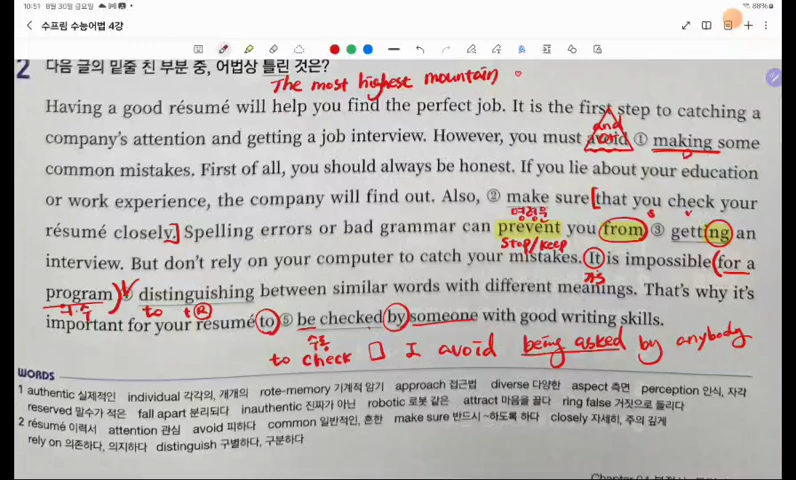 10:51 8월 30일 금요일
88%
수프림 수능어법 4강
2 다음 글의 밑줄 친 부분 중, 어법상 틀린 것은?
The most highest mountain
Having a good résumé will help you find the perfect job. It is the first step to catching a
and
company's attention and getting a job interview. However, you must avoid ① making some
common mistakes. First of all, you should always be honest. If you lie about your education
or work experience, the company will find out. Also, ② make sure [that you check your
명령문 s v
résumé closely.] Spelling errors or bad grammar can prevent you from ③ getting an
stop/keep
interview. But don't rely on your computer to catch your mistakes. It is impossible (for a
가S
program) distinguishing between similar words with different meanings. That's why it's
의S to R
important for your résumé to ⑤ be checked by someone with good writing skills.
수동
to check I avoid being asked by anybody
WORDS
1 authentic 실제적인 individual 각각의, 개개의 rote-memory 기계적 암기 approach 접근법 diverse 다양한 aspect 측면 perception 인식, 자각
reserved 말수가 적은 fall apart 분리되다 inauthentic 진짜가 아닌 robotic 로봇 같은 attract 마음을 끌다 ring false 거짓으로 들리다
2 résumé 이력서 attention 관심 avoid 피하다 common 일반적인, 흔한 make sure 반드시 ~하도록 하다 closely 자세히, 주의 깊게
rely on 의존하다, 의지하다 distinguish 구별하다, 구분하다